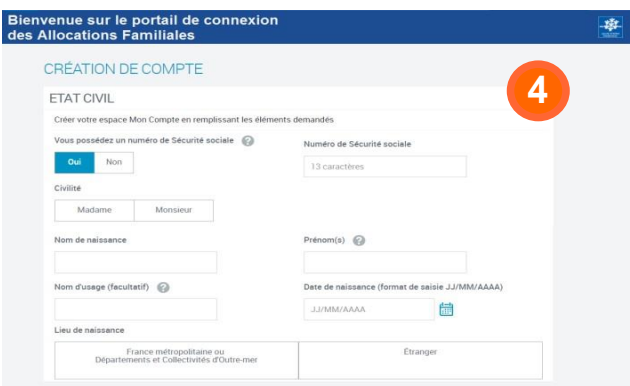 Bienvenue sur le portail de connexion
des Allocations Familiales
CRÉATION DE COMPTE
4
ETAT CIVIL
Créer votre espace Mon Compte en remplissant les éléments demandés
Vous possédez un numéro de Sécurité sociale ?
Numéro de Sécurité sociale
Oui Non
13 caractères
Civilité
Madame Monsieur
Nom de naissance
Prénom(s) ?
Nom d'usage (facultatif) ?
Date de naissance (format de saisie JJ/MM/AAAA)
JJ/MM/AAAA
Lieu de naissance
France métropolitaine ou
Départements et Collectivités d'Outre-mer
Étranger